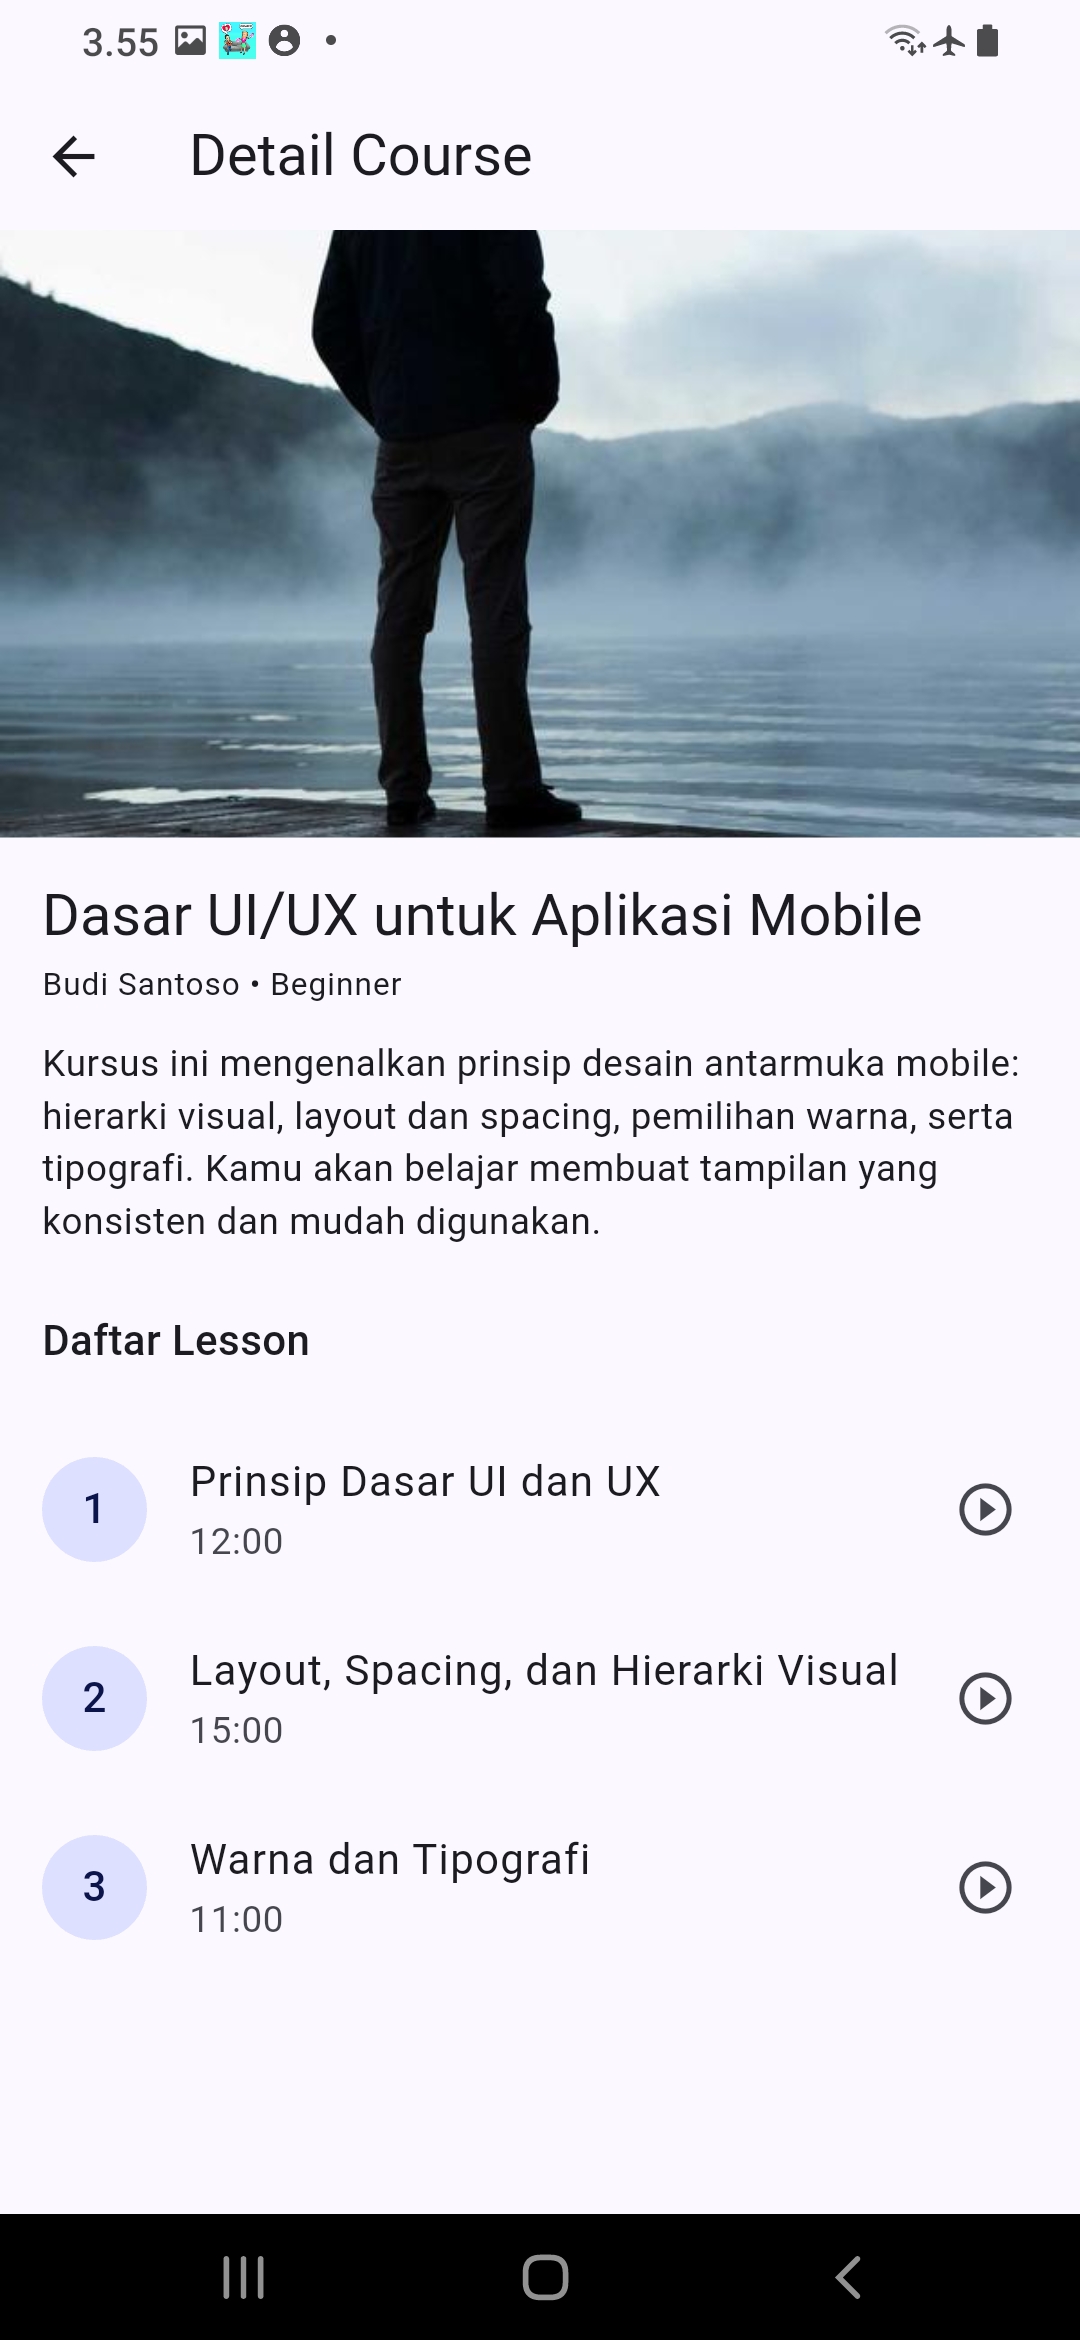 3.55
Detail Course
Dasar UI/UX untuk Aplikasi Mobile
Budi Santoso • Beginner
Kursus ini mengenalkan prinsip desain antarmuka mobile:
hierarki visual, layout dan spacing, pemilihan warna, serta
tipografi. Kamu akan belajar membuat tampilan yang
konsisten dan mudah digunakan.
Daftar Lesson
1
Prinsip Dasar UI dan UX
12:00
2
Layout, Spacing, dan Hierarki Visual
15:00
3
Warna dan Tipografi
11:00